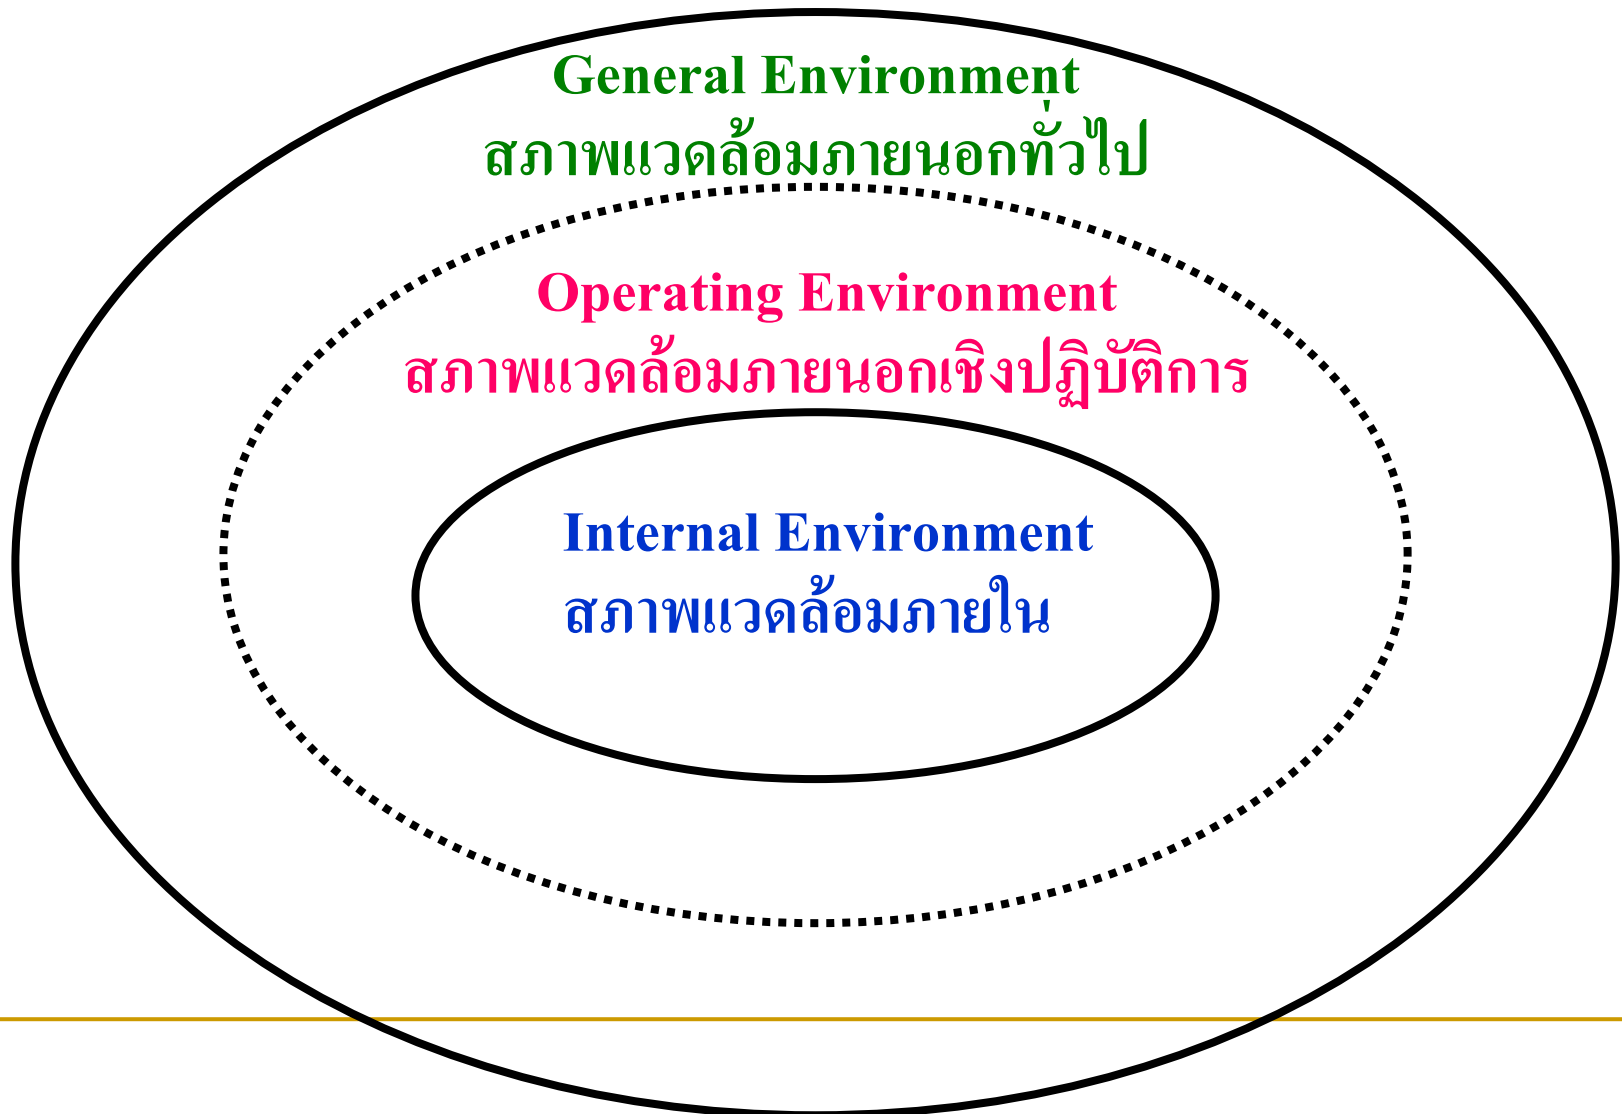 General Environment
สภาพแวดล้อมภายนอกทั่วไป
Operating Environment
สภาพแวดล้อมภายนอกเชิงปฏิบัติการ
Internal Environment
สภาพแวดล้อมภายใน